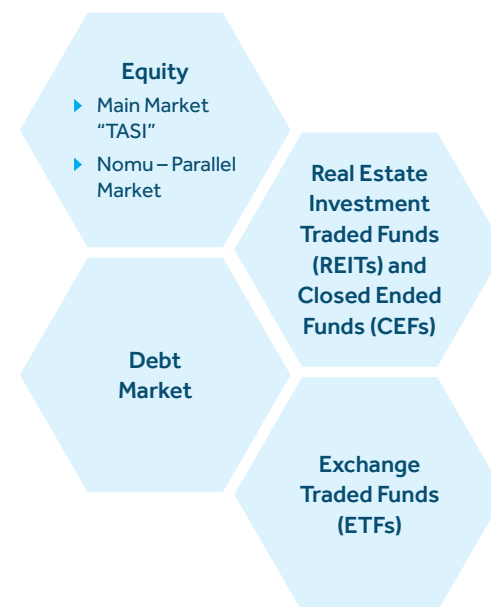 Equity
Main Market
“TASI”
Nomu – Parallel
Market
Real Estate
Investment
Traded Funds
(REITs) and
Closed Ended
Funds (CEFs)
Debt
Market
Exchange
Traded Funds
(ETFs)